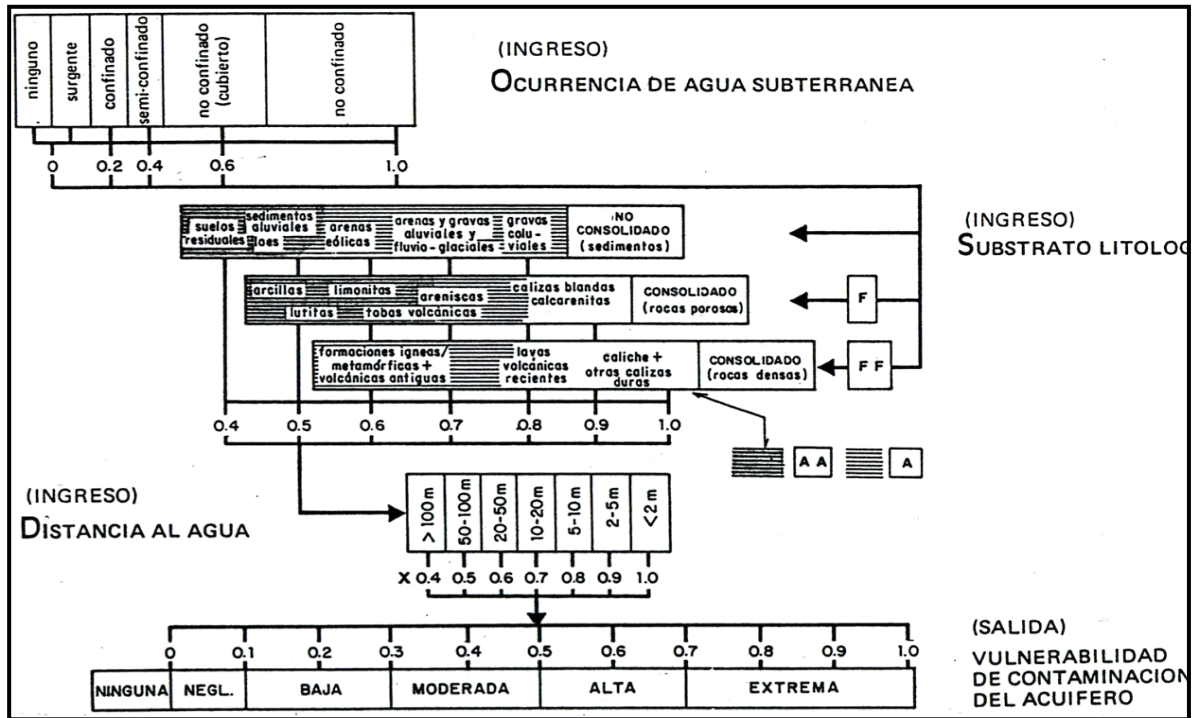 ninguno
surgente
confinado
semi-confinado
no confinado
(cubierto)
no confinado
0 0.2 0.4 0.6 1.0
(INGRESO)
OCURRENCIA DE AGUA SUBTERRANEA
suelos
residuales
sedimentos
aluviales
loes
arenas
eólicas
arenas y gravas
aluviales y
fluvio-glaciales
gravas
colu-
viales
NO
CONSOLIDADO
(sedimentos)
(INGRESO)
SUBSTRATO LITOLOG
arcillas
lutitas
limonitas
tobas volcánicas
areniscas
calizas blandas
calcarenitas
CONSOLIDADO
(rocas porosos)
F
formaciones igneas/
metamórficas +
volcánicas antiguas
lavas
volcánicas
recientes
caliche +
otras calizas
duras
CONSOLIDADO
(rocas densas)
F F
0.4 0.5 0.6 0.7 0.8 0.9 1.0
A A
A
(INGRESO)
DISTANCIA AL AGUA
>100m
50-100m
20-50m
10-20m
5-10m
2-5m
<2m
X 0.4 0.5 0.6 0.7 0.8 0.9 1.0
0 0.1 0.2 0.3 0.4 0.5 0.6 0.7 0.8 0.9 1.0
NINGUNA NEGL. BAJA MODERADA ALTA EXTREMA
(SALIDA)
VULNERABILIDAD
DE CONTAMINACION
DEL ACUIFERO